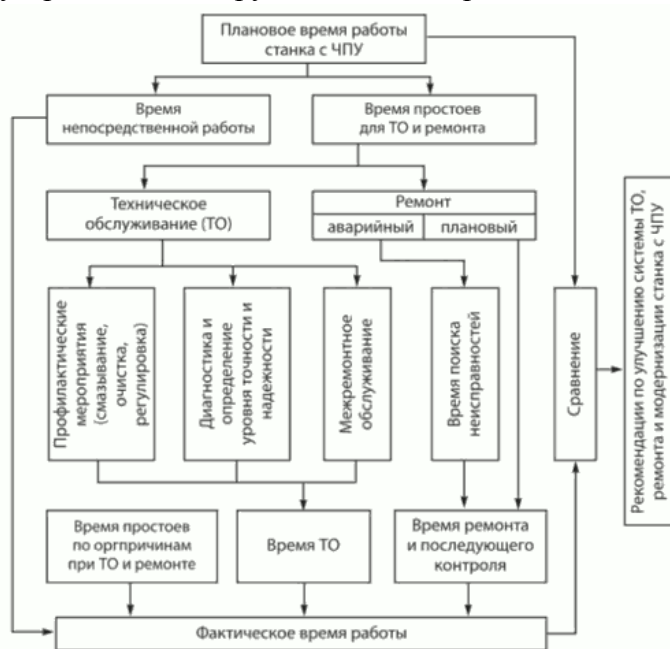 Плановое время работы
станка с ЧПУ
Время
непосредственной работы
Время простоев
для ТО и ремонта
Техническое
обслуживание (ТО)
Ремонт
аварийный
плановый
Профилактические
мероприятия
(смазывание,
очистка,
регулировка)
Диагностика и
определение
уровня точности и
надежности
Межремонтное
обслуживание
Время поиска
неисправностей
Сравнение
Рекомендации по улучшению системы ТО,
ремонта и модернизации станка с ЧПУ
Время простоев
по оргпричинам
при ТО и ремонте
Время ТО
Время ремонта
и последующего
контроля
Фактическое время работы